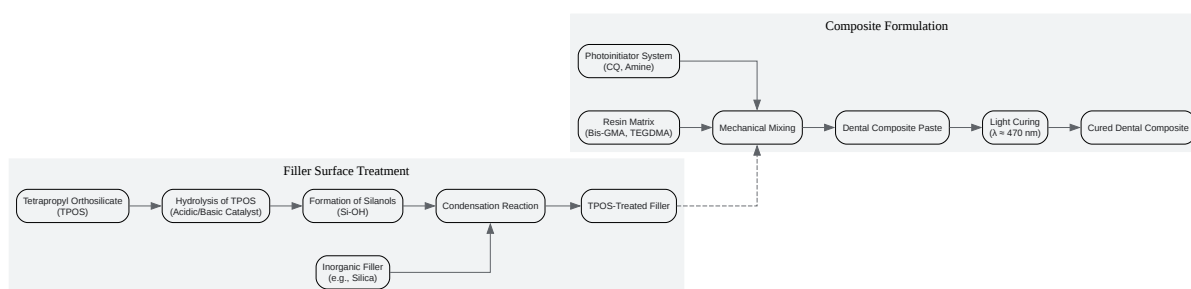 Composite Formulation
Photoinitiator System
(CQ, Amine)
Resin Matrix
(Bis-GMA, TEGDMA)
Mechanical Mixing
Dental Composite Paste
Light Curing
(λ ≈ 470 nm)
Cured Dental Composite
Filler Surface Treatment
Tetrapropyl Orthosilicate
(TPOS)
Hydrolysis of TPOS
(Acidic/Basic Catalyst)
Formation of Silanols
(Si-OH)
Condensation Reaction
TPOS-Treated Filler
Inorganic Filler
(e.g., Silica)